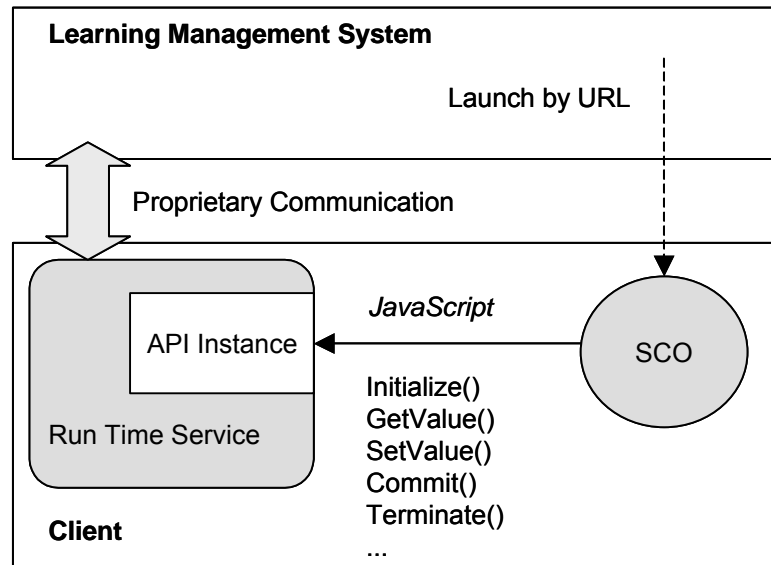 Learning Management System
Launch by URL
Proprietary Communication
JavaScript
API Instance
SCO
Initialize()
GetValue()
Run Time Service
SetValue()
Commit()
Terminate()
Client
...